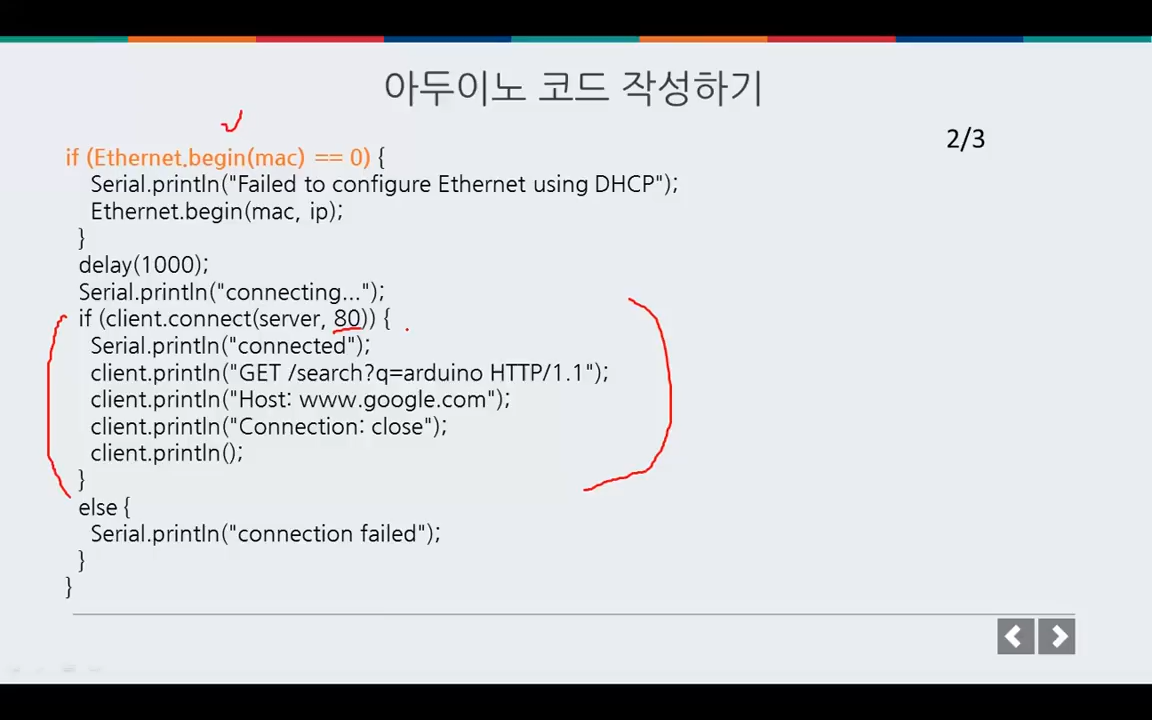 아두이노 코드 작성하기
2/3
if (Ethernet.begin(mac) == 0) {
Serial.println("Failed to configure Ethernet using DHCP");
Ethernet.begin(mac, ip);
}
delay(1000);
Serial.println("connecting...");
if (client.connect(server, 80)) {
Serial.println("connected");
client.println("GET /search?q=arduino HTTP/1.1");
client.println("Host: www.google.com");
client.println("Connection: close");
client.println();
}
else {
Serial.println("connection failed");
}
}